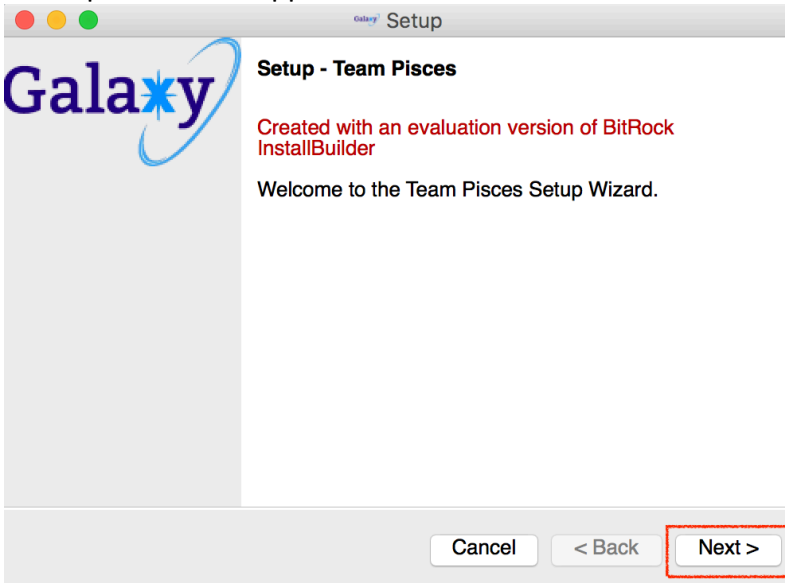 Galaxy Setup
Galaxy
Setup - Team Pisces
Created with an evaluation version of BitRock
InstallBuilder
Welcome to the Team Pisces Setup Wizard.
Cancel
< Back
Next >